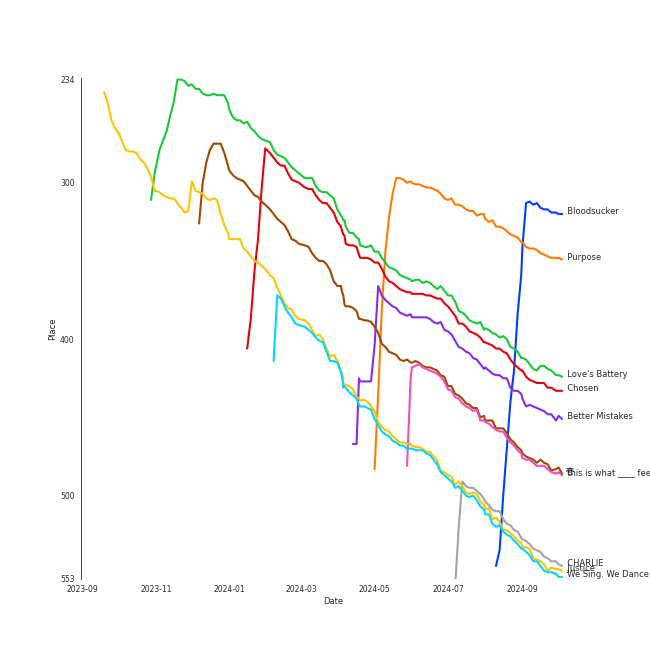 234
300
400
500
553
Place
2023-09
2023-11
2024-01
2024-03
2024-05
2024-07
2024-09
Date
Bloodsucker
Purpose
Love's Battery
Chosen
Better Mistakes
This is what ____ fee
CHARLIE
Justice
We Sing. We Dance.